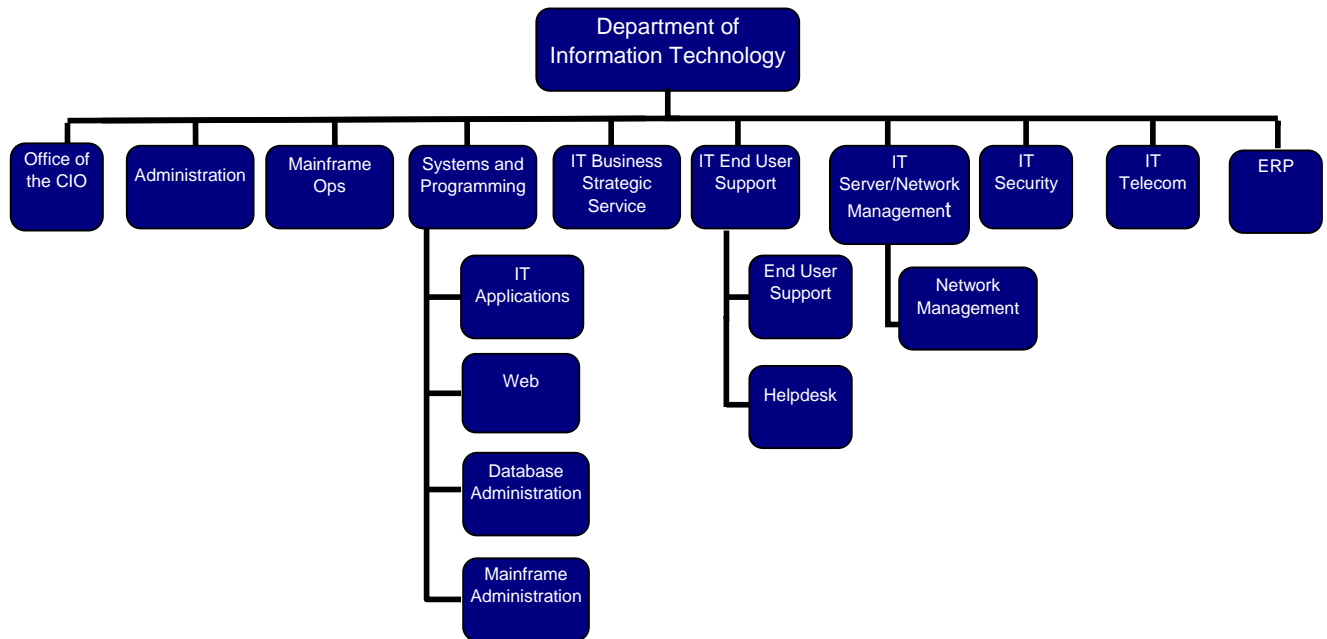 Department of
Information Technology
Office of
the CIO
Administration
Mainframe
Ops
Systems and
Programming
IT Business
Strategic
Service
IT End User
Support
IT
Server/Network
Management
IT
Security
IT
Telecom
ERP
IT
Applications
Web
Database
Administration
Mainframe
Administration
End User
Support
Helpdesk
Network
Management